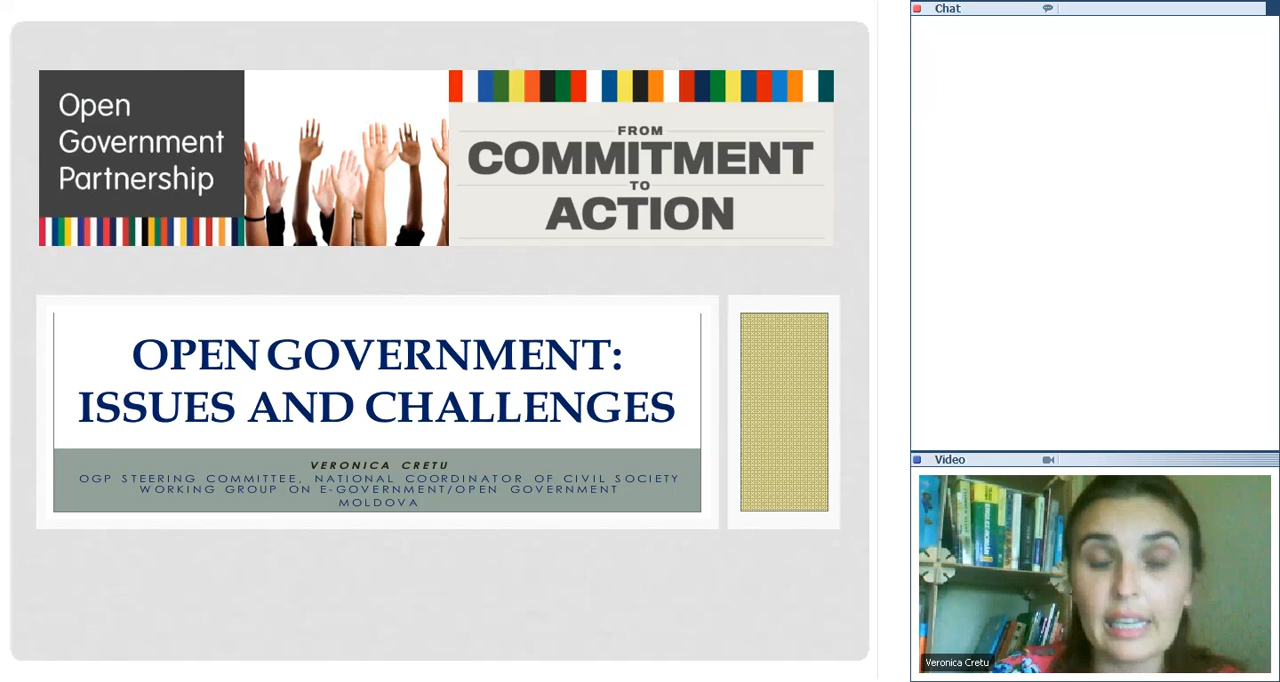 Open
Government
Partnership
FROM
COMMITMENT
TO
ACTION
OPEN GOVERNMENT:
ISSUES AND CHALLENGES
VERONICA CRETU
OGP STEERING COMMITTEE, NATIONAL COORDINATOR OF CIVIL SOCIETY
WORKING GROUP ON E-GOVERNMENT/OPEN GOVERNMENT
MOLDOVA
Chat
Video
Veronica Cretu